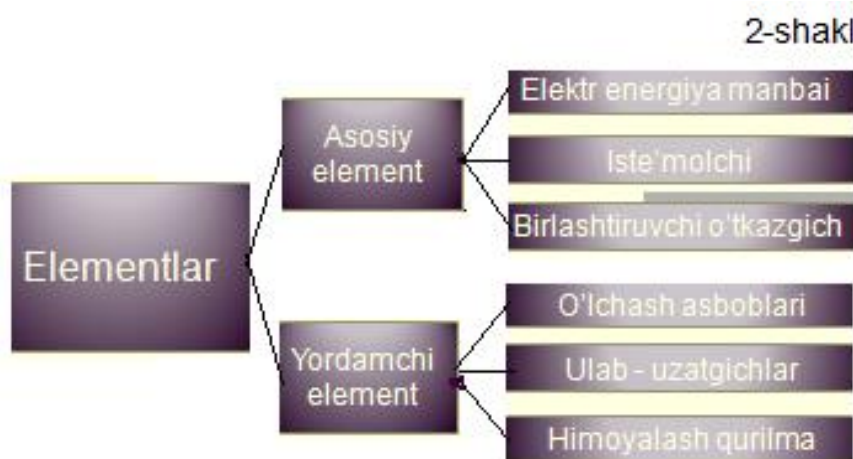 2-shakl
Elektr energiya manbai
Asosiy
element
Iste'molchi
Birlashtiruvchi o'tkazgich
Elementlar
O'lchash asboblari
Yordamchi
element
Ulab - uzatgichlar
Himoyalash qurilma